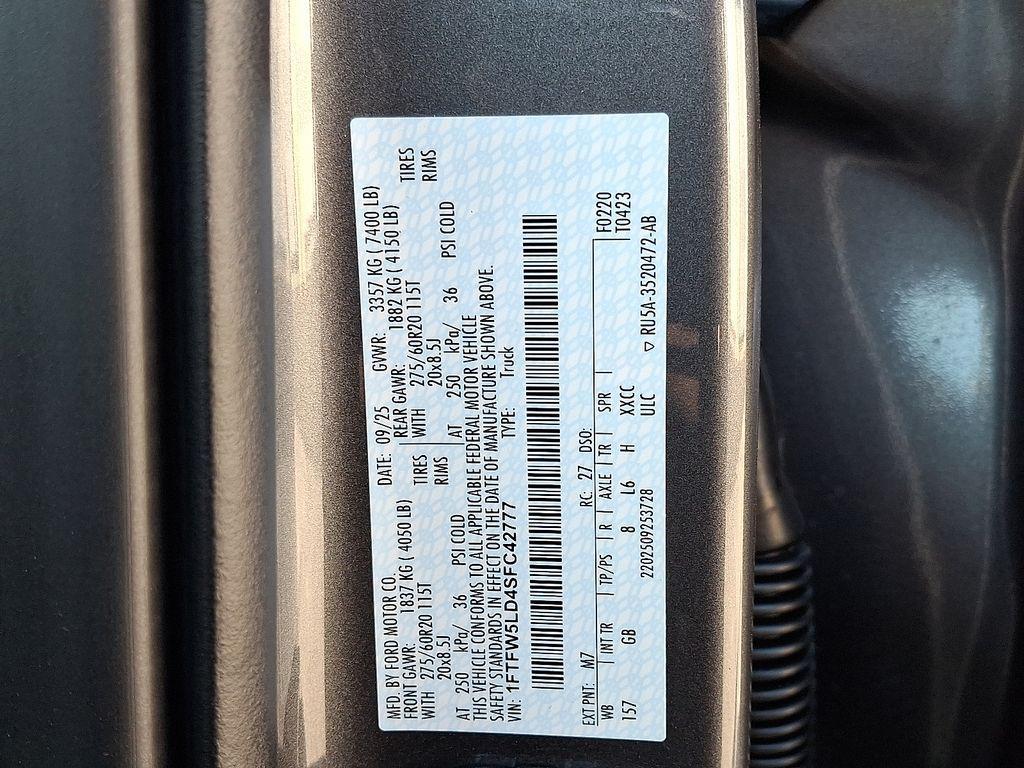 MFD. BY FORD MOTOR CO.
DATE: 09/25 GVWR: 3357 KG ( 7400 LB)
FRONT GAWR: 1837 KG ( 4050 LB)
REAR GAWR: 1882 KG ( 4150 LB)
WITH 275/60R20 115T TIRES
WITH 275/60R20 115T TIRES
20x8.5J RIMS
20x8.5J RIMS
AT 250 kPa/ 36 PSI COLD
AT 250 kPa/ 36 PSI COLD
THIS VEHICLE CONFORMS TO ALL APPLICABLE FEDERAL MOTOR VEHICLE
SAFETY STANDARDS IN EFFECT ON THE DATE OF MANUFACTURE SHOWN ABOVE.
VIN: 1FTFW5LD4SFC42777 TYPE: Truck
EXT PNT: M7 RC: 27 DSO: F0220
WB INT TR TP/PS R AXLE TR SPR T0423
157 GB 8 L6 H XXCC
ULC
2202509253728 ▽ RU5A-3520472-AB